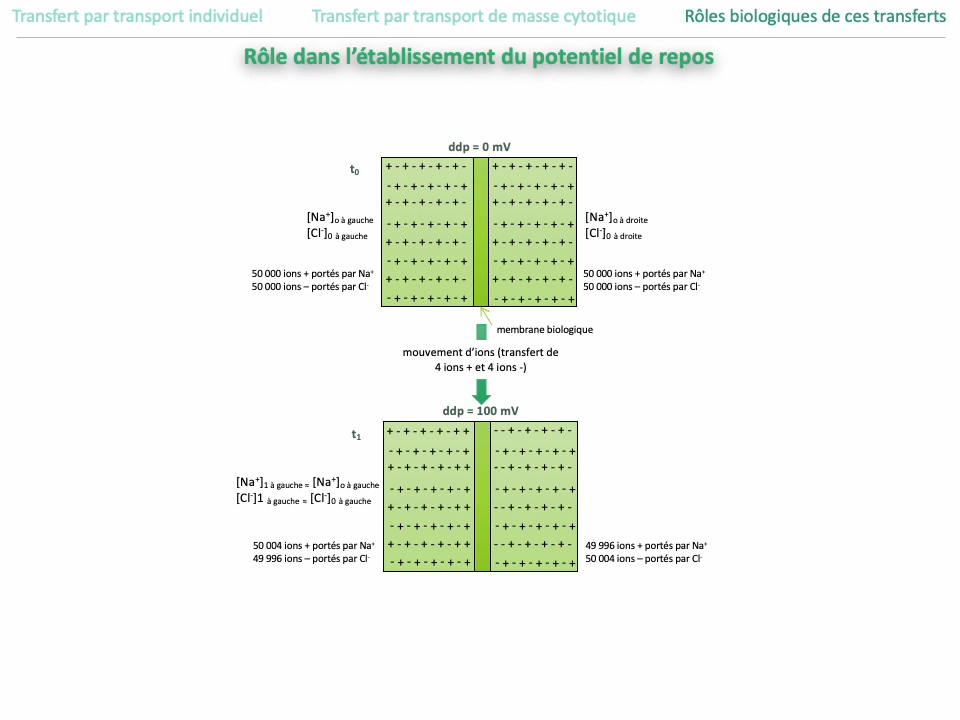 Transfert par transport individuel Transfert par transport de masse cytotique Rôles biologiques de ces transferts
Rôle dans l'établissement du potentiel de repos
ddp = 0 mV
t0
+ - + - + - + - + - + - + - + - + - + -
- + - + - + - + - + - + - + - + - + - +
+ - + - + - + - + - + - + - + - + - + -
- + - + - + - + - + - + - + - + - + - +
+ - + - + - + - + - + - + - + - + - + -
- + - + - + - + - + - + - + - + - + - +
+ - + - + - + - + - + - + - + - + - + -
- + - + - + - + - + - + - + - + - + - +
[Na+]o à gauche
[Cl-]0 à gauche
[Na+]o à droite
[Cl-]0 à droite
50 000 ions + portés par Na+
50 000 ions – portés par Cl-
50 000 ions + portés par Na+
50 000 ions – portés par Cl-
membrane biologique
mouvement d'ions (transfert de
4 ions + et 4 ions -)
ddp = 100 mV
t1
+ - + - + - + - + + - - + - + - + - + -
- + - + - + - + - + - + - + - + - + - +
+ - + - + - + - + + - - + - + - + - + -
- + - + - + - + - + - + - + - + - + - +
+ - + - + - + - + + - - + - + - + - + -
- + - + - + - + - + - + - + - + - + - +
+ - + - + - + - + + - - + - + - + - + -
- + - + - + - + - + - + - + - + - + - +
[Na+]1 à gauche = [Na+]o à gauche
[Cl-]1 à gauche = [Cl-]0 à gauche
50 004 ions + portés par Na+
49 996 ions – portés par Cl-
49 996 ions + portés par Na+
50 004 ions – portés par Cl-